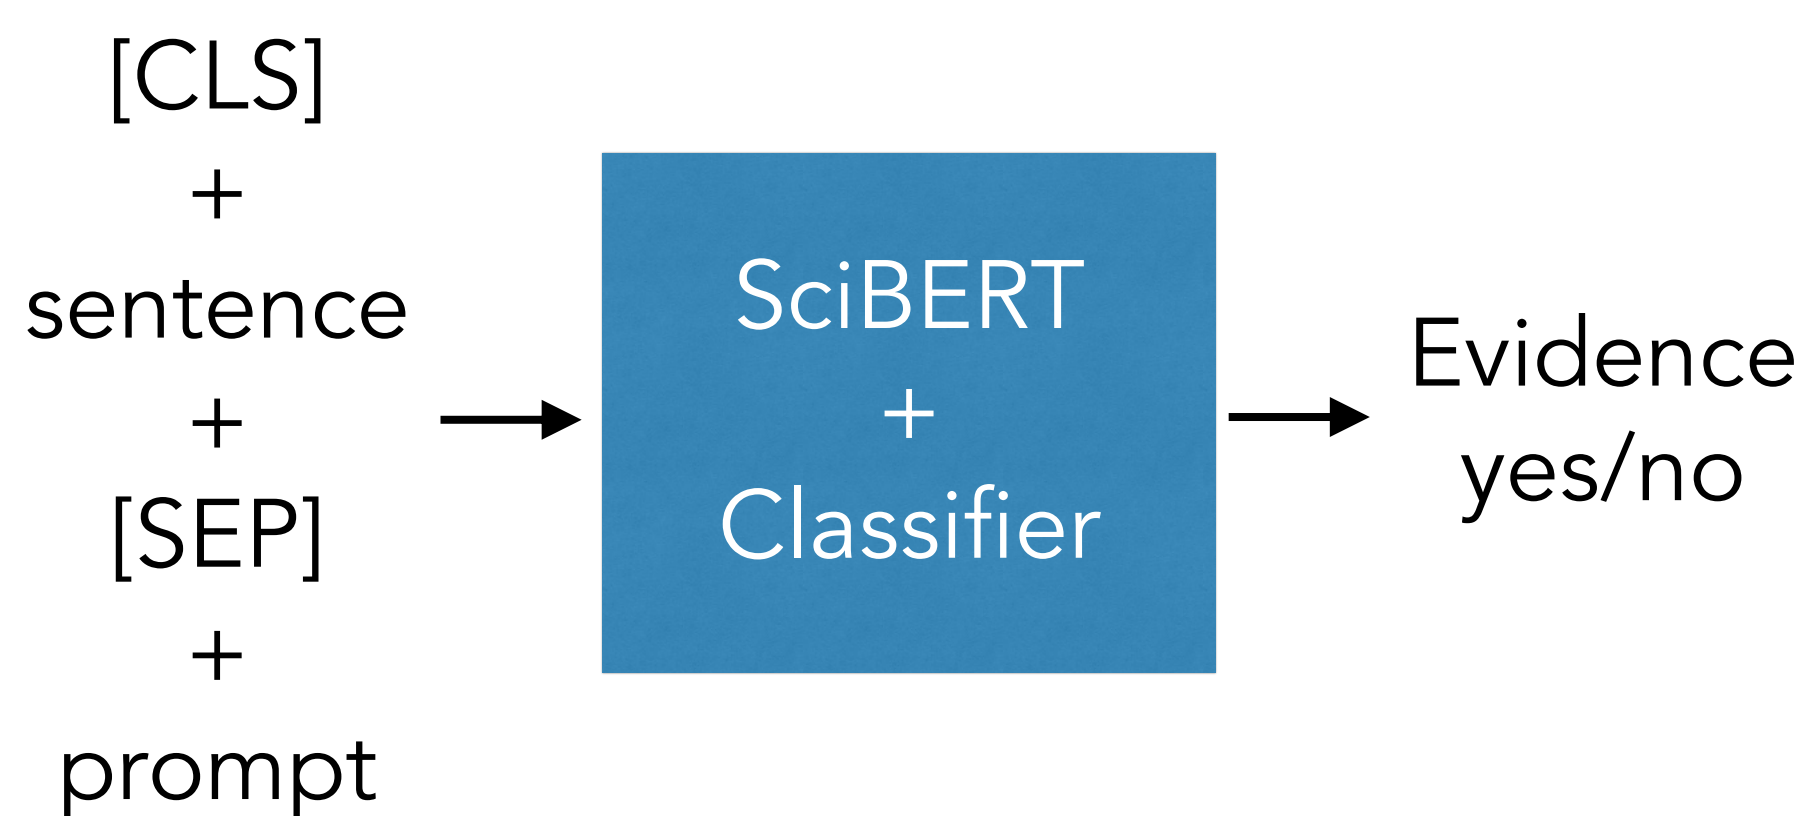 [CLS]
+
sentence
+
[SEP]
+
prompt
SciBERT
+
Classifier
Evidence
yes/no